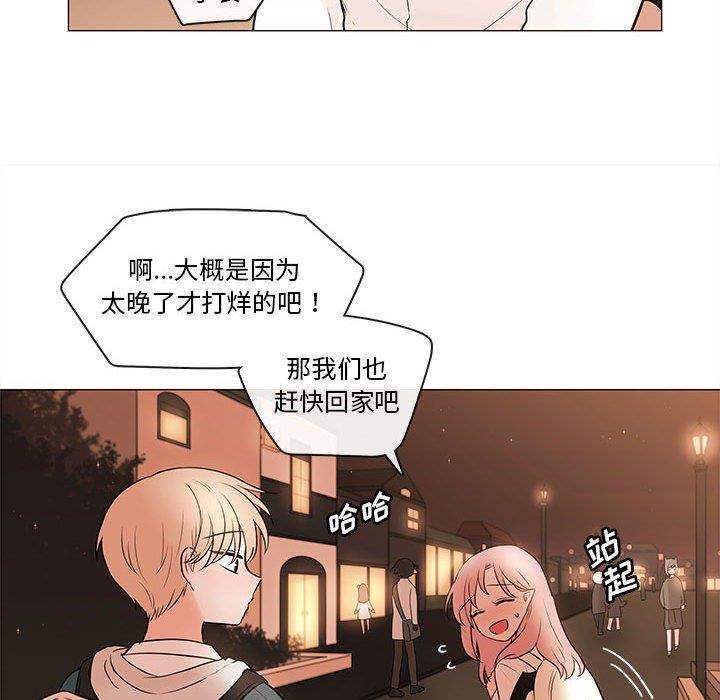 啊...大概是因为
太晚了才打烊的吧！
那我们也
赶快回家吧
哈哈
站起